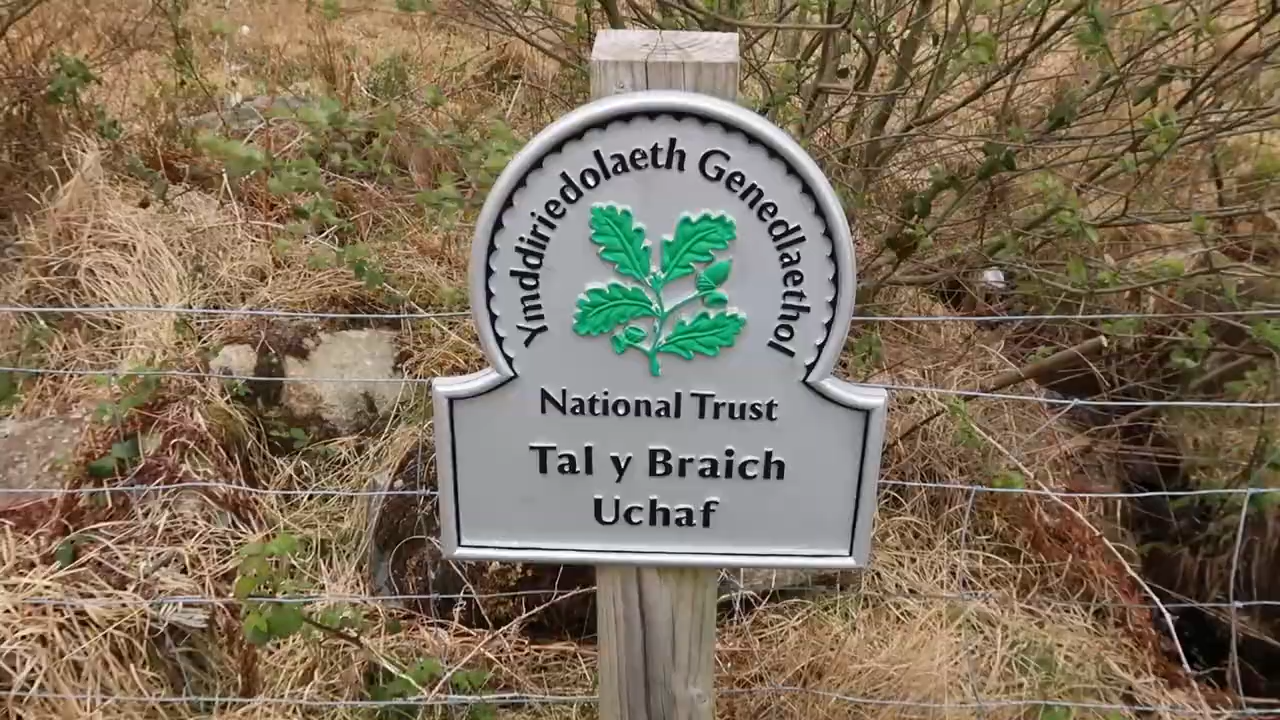 Ymddiriedolaeth Genedlaethol
National Trust
Tal y Braich
Uchaf